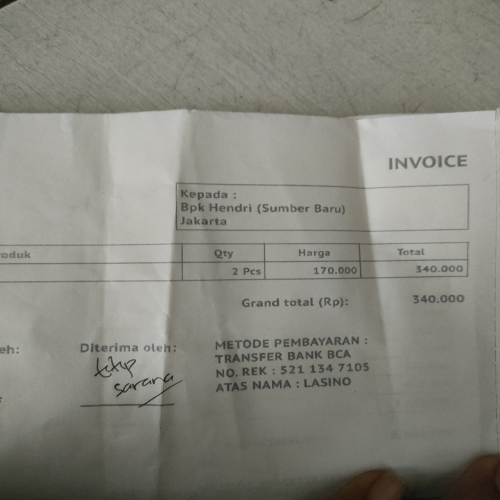 INVOICE
Kepada :
Bpk Hendri (Sumber Baru)
Jakarta
oduk Qty Harga Total
2 Pcs 170.000 340.000
Grand total (Rp): 340.000
eh: Diterima oleh:
titip
sarana
METODE PEMBAYARAN :
TRANSFER BANK BCA
NO. REK : 521 134 7105
ATAS NAMA : LASINO